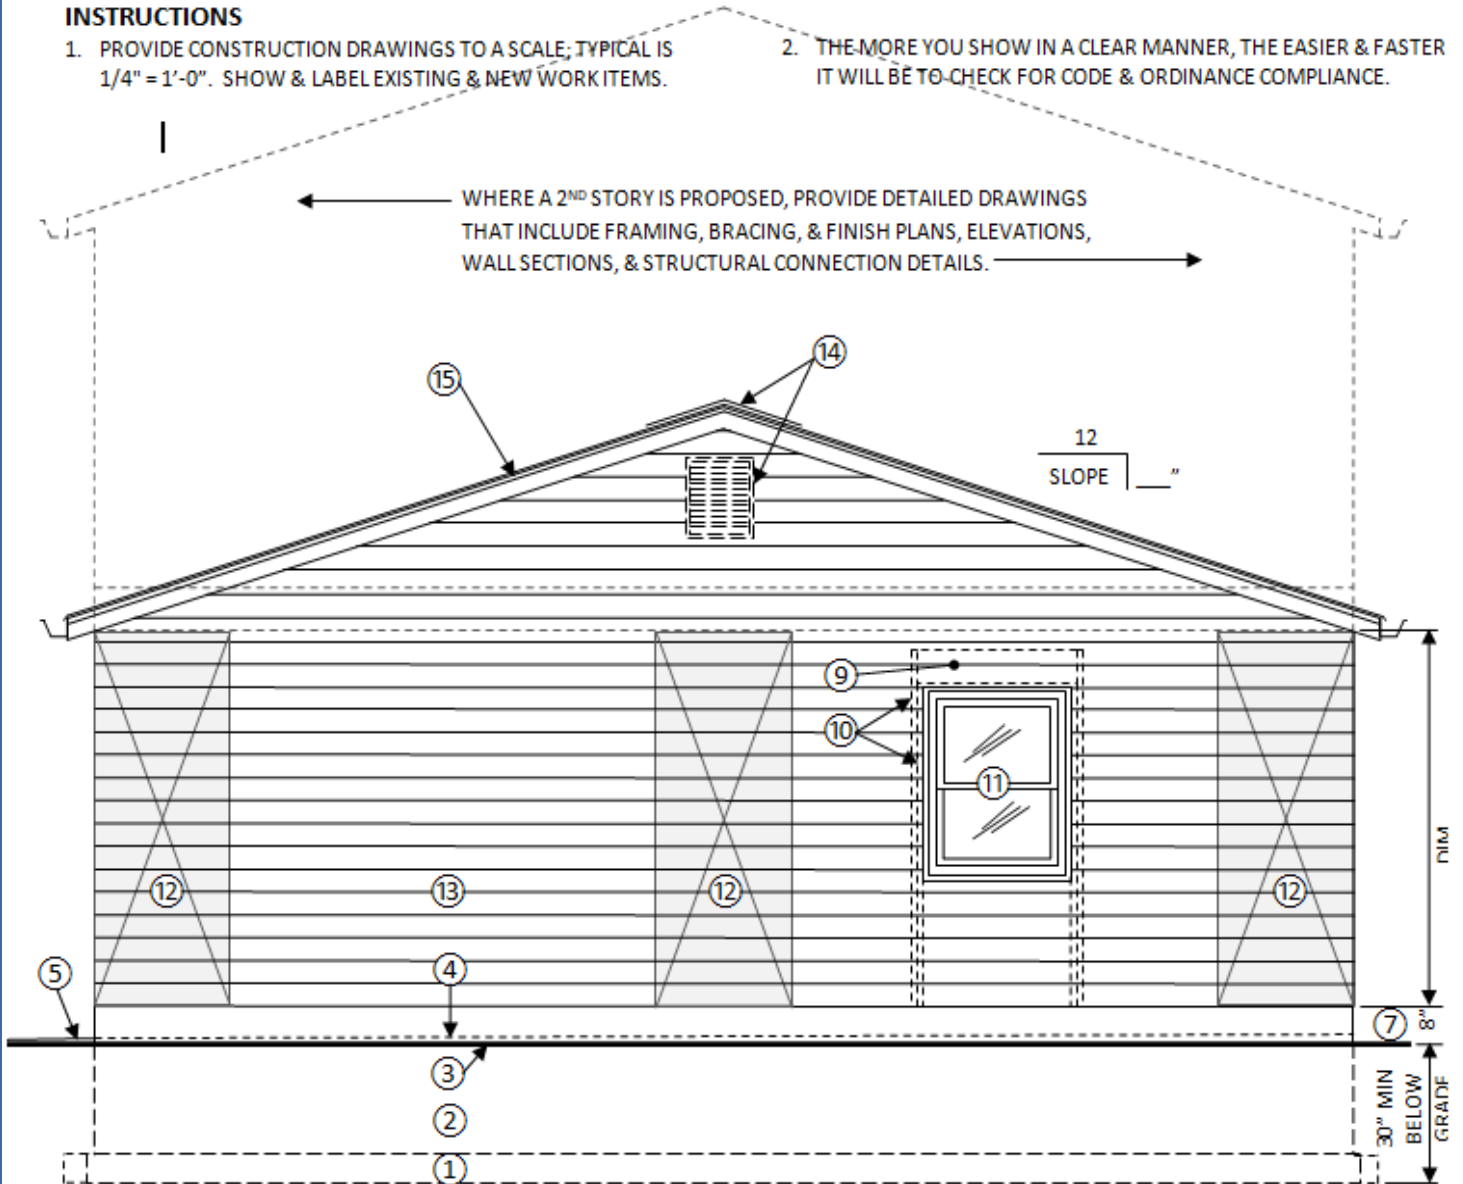 INSTRUCTIONS
1. PROVIDE CONSTRUCTION DRAWINGS TO A SCALE; TYPICAL IS
1/4" = 1'-0". SHOW & LABEL EXISTING & NEW WORK ITEMS.
2. THE MORE YOU SHOW IN A CLEAR MANNER, THE EASIER & FASTER
IT WILL BE TO CHECK FOR CODE & ORDINANCE COMPLIANCE.
WHERE A 2ND STORY IS PROPOSED, PROVIDE DETAILED DRAWINGS
THAT INCLUDE FRAMING, BRACING, & FINISH PLANS, ELEVATIONS,
WALL SECTIONS, & STRUCTURAL CONNECTION DETAILS.
14
15
12
SLOPE ___"
9
10
11
DIM
12
13
12
12
5
4
7
8"
3
2
1
30" MIN
BELOW
GRADE